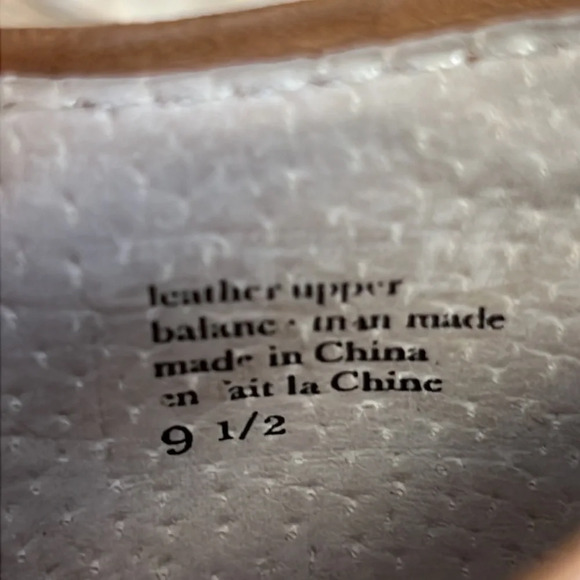 leather upper
balance man made
made in China
en fait la Chine
9 1/2